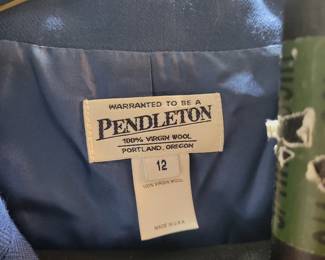 WARRANTED TO BE A
PENDLETON
100% VIRGIN WOOL
PORTLAND, OREGON
12
100% VIRGIN WOOL
MADE IN U.S.A.